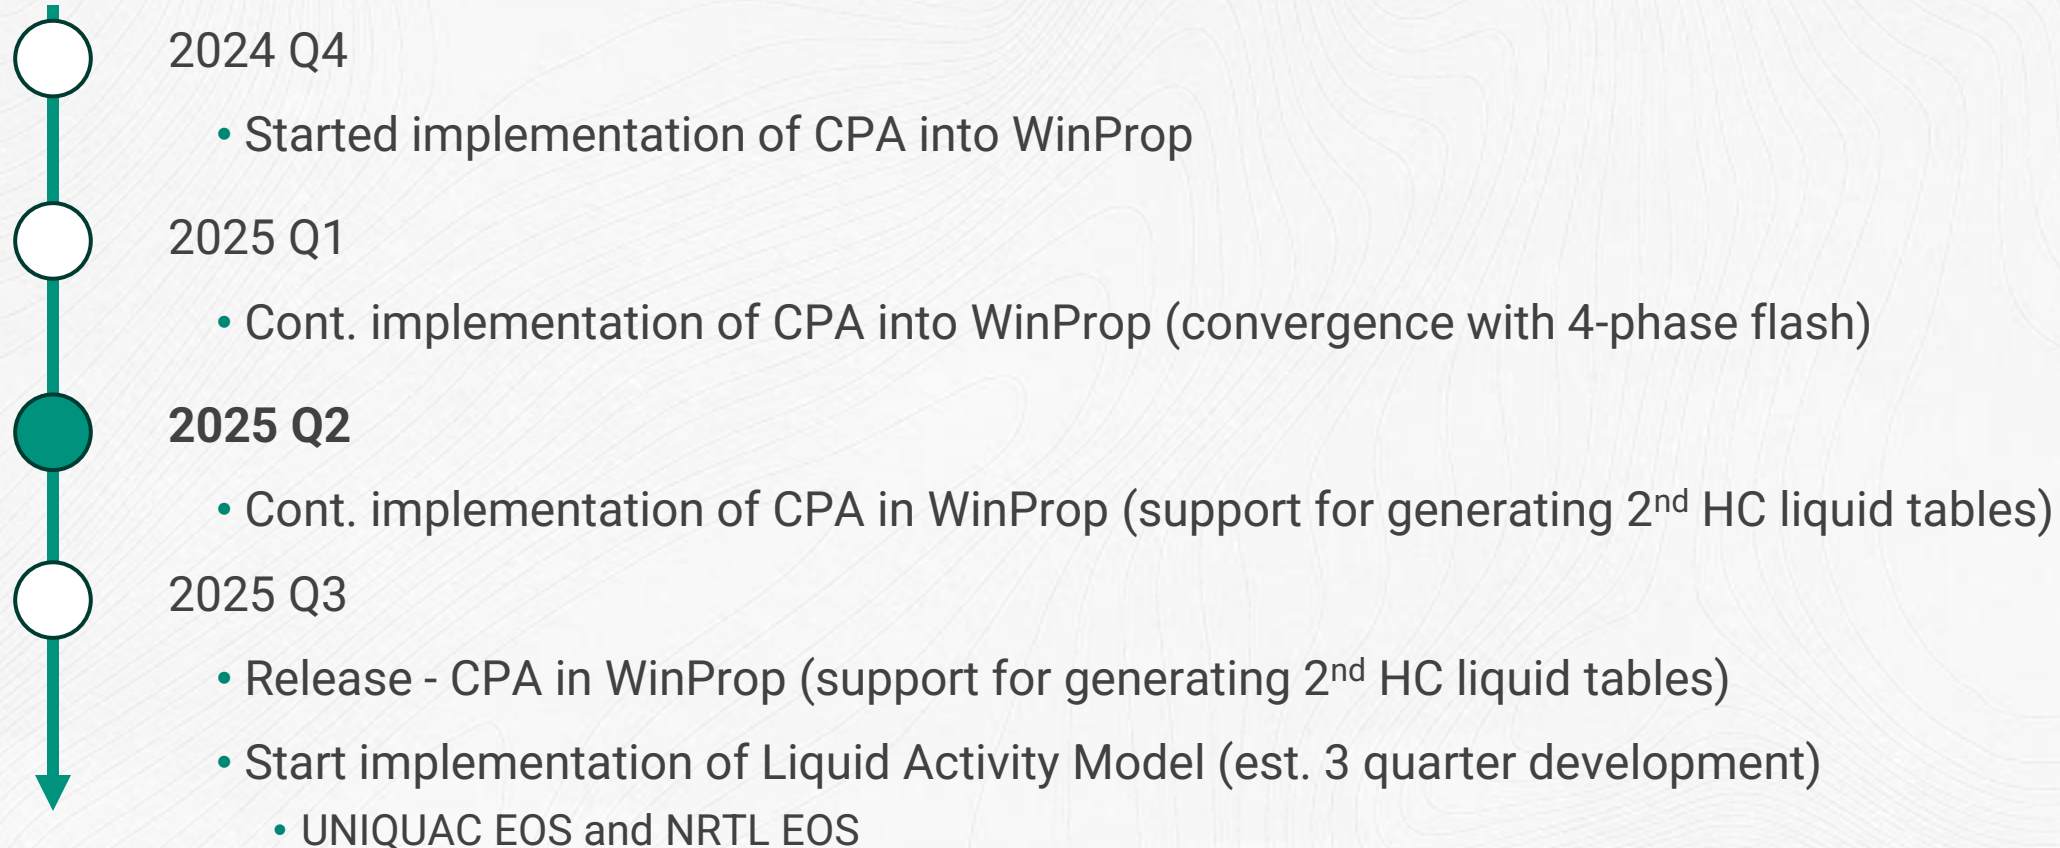 2024 Q4
• Started implementation of CPA into WinProp
2025 Q1
• Cont. implementation of CPA into WinProp (convergence with 4-phase flash)
2025 Q2
• Cont. implementation of CPA in WinProp (support for generating 2nd HC liquid tables)
2025 Q3
• Release - CPA in WinProp (support for generating 2nd HC liquid tables)
• Start implementation of Liquid Activity Model (est. 3 quarter development)
• UNIQUAC EOS and NRTL EOS